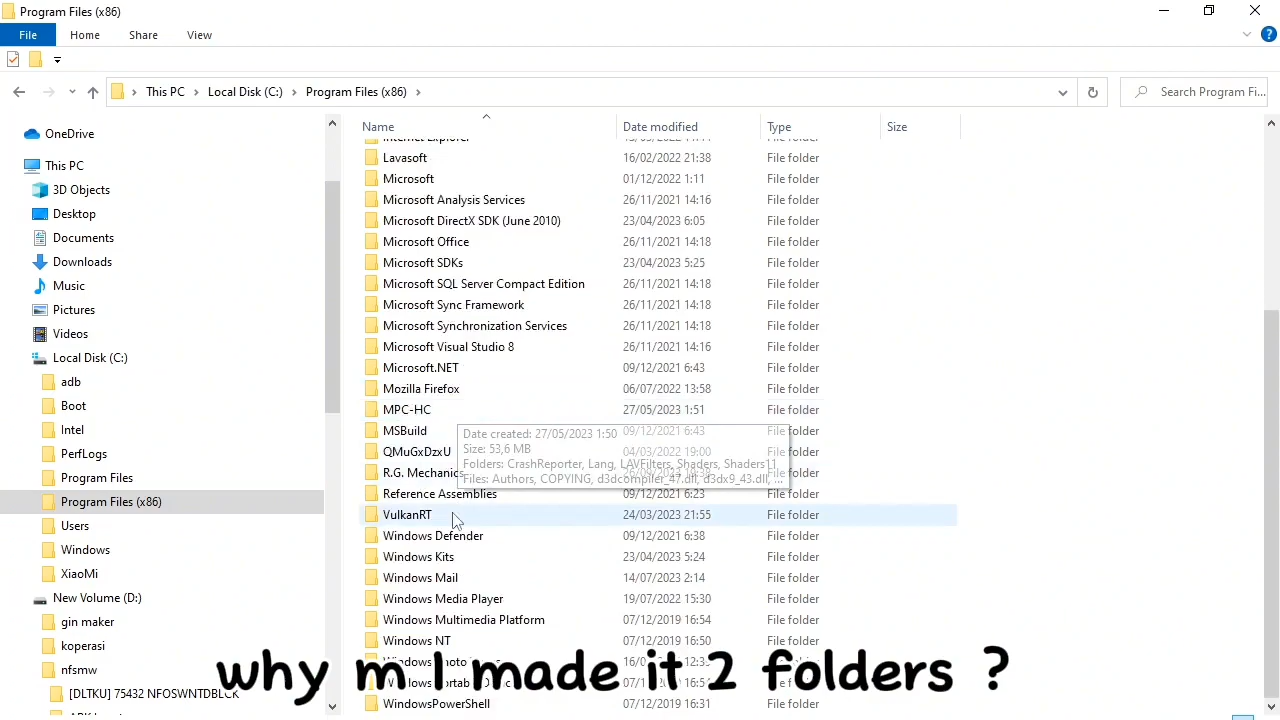 Program Files (x86)
File Home Share View
This PC Local Disk (C:) Program Files (x86)
Search Program Fi...
OneDrive
This PC
3D Objects
Desktop
Documents
Downloads
Music
Pictures
Videos
Local Disk (C:)
adb
Boot
Intel
PerfLogs
Program Files
Program Files (x86)
Users
Windows
XiaoMi
New Volume (D:)
gin maker
koperasi
nfsmw
[DLTKU] 75432 NFOSWNTDBLCK
Name Date modified Type Size
Internet Explorer
Lavasoft 16/02/2022 21:38 File folder
Microsoft 01/12/2022 1:11 File folder
Microsoft Analysis Services 26/11/2021 14:16 File folder
Microsoft DirectX SDK (June 2010) 23/04/2023 6:05 File folder
Microsoft Office 26/11/2021 14:18 File folder
Microsoft SDKs 23/04/2023 5:25 File folder
Microsoft SQL Server Compact Edition 26/11/2021 14:18 File folder
Microsoft Sync Framework 26/11/2021 14:18 File folder
Microsoft Synchronization Services 26/11/2021 14:18 File folder
Microsoft Visual Studio 8 26/11/2021 14:16 File folder
Microsoft.NET 09/12/2021 6:43 File folder
Mozilla Firefox 06/07/2022 13:58 File folder
MPC-HC 27/05/2023 1:51 File folder
MSBuild 09/12/2021 6:43 File folder
QMuGxDzxU 04/03/2022 19:00 File folder
R.G. Mechanics File folder
Reference Assemblies 09/12/2021 6:23 File folder
VulkanRT 24/03/2023 21:55 File folder
Windows Defender 09/12/2021 6:38 File folder
Windows Kits 23/04/2023 5:24 File folder
Windows Mail 14/07/2023 2:14 File folder
Windows Media Player 19/07/2022 15:30 File folder
Windows Multimedia Platform 07/12/2019 16:54 File folder
Windows NT 07/12/2019 16:50 File folder
File folder
File folder
WindowsPowerShell 07/12/2019 16:31 File folder
Date created: 27/05/2023 1:50
Size: 53,6 MB
Folders: CrashReporter, Lang, LAVFilters, Shaders, Shaders11
Files: Authors, COPYING, d3dcompiler_47.dll, d3dx9_43.dll, ...
why m I made it 2 folders ?